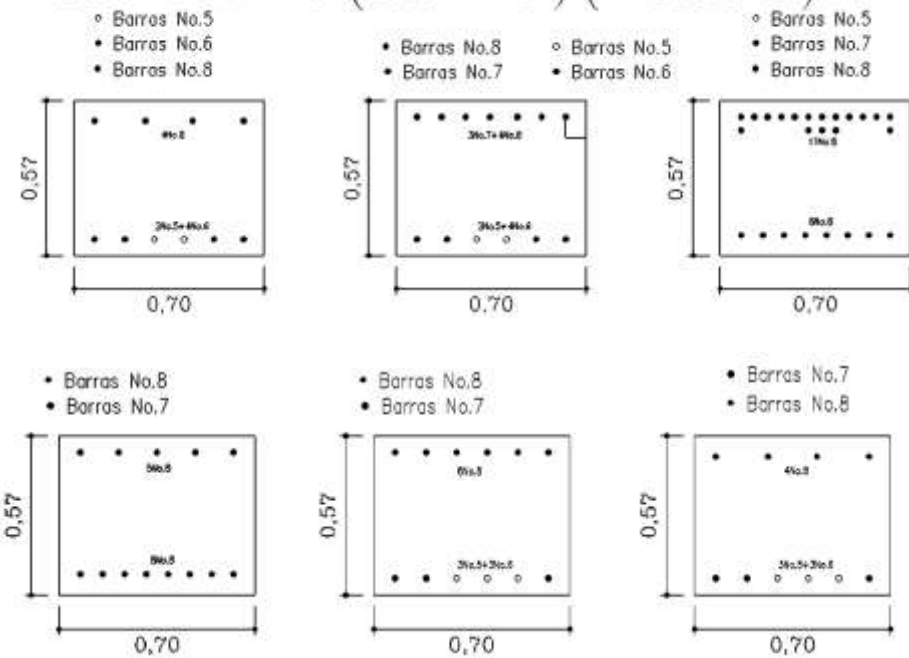 ○ Barras No.5
• Barras No.6
• Barras No.8
• Barras No.8
• Barras No.7
○ Barras No.5
• Barras No.6
○ Barras No.5
• Barras No.7
• Barras No.8
0,57
4No.8
3No.5+4No.6
0,70
0,57
3No.7+4No.8
3No.5+4No.6
0,70
0,57
17No.8
8No.8
0,70
• Barras No.8
• Barras No.7
• Barras No.8
• Barras No.7
• Barras No.7
• Barras No.8
0,57
5No.8
8No.8
0,70
0,57
6No.8
3No.5+3No.6
0,70
0,57
4No.8
3No.5+3No.6
0,70